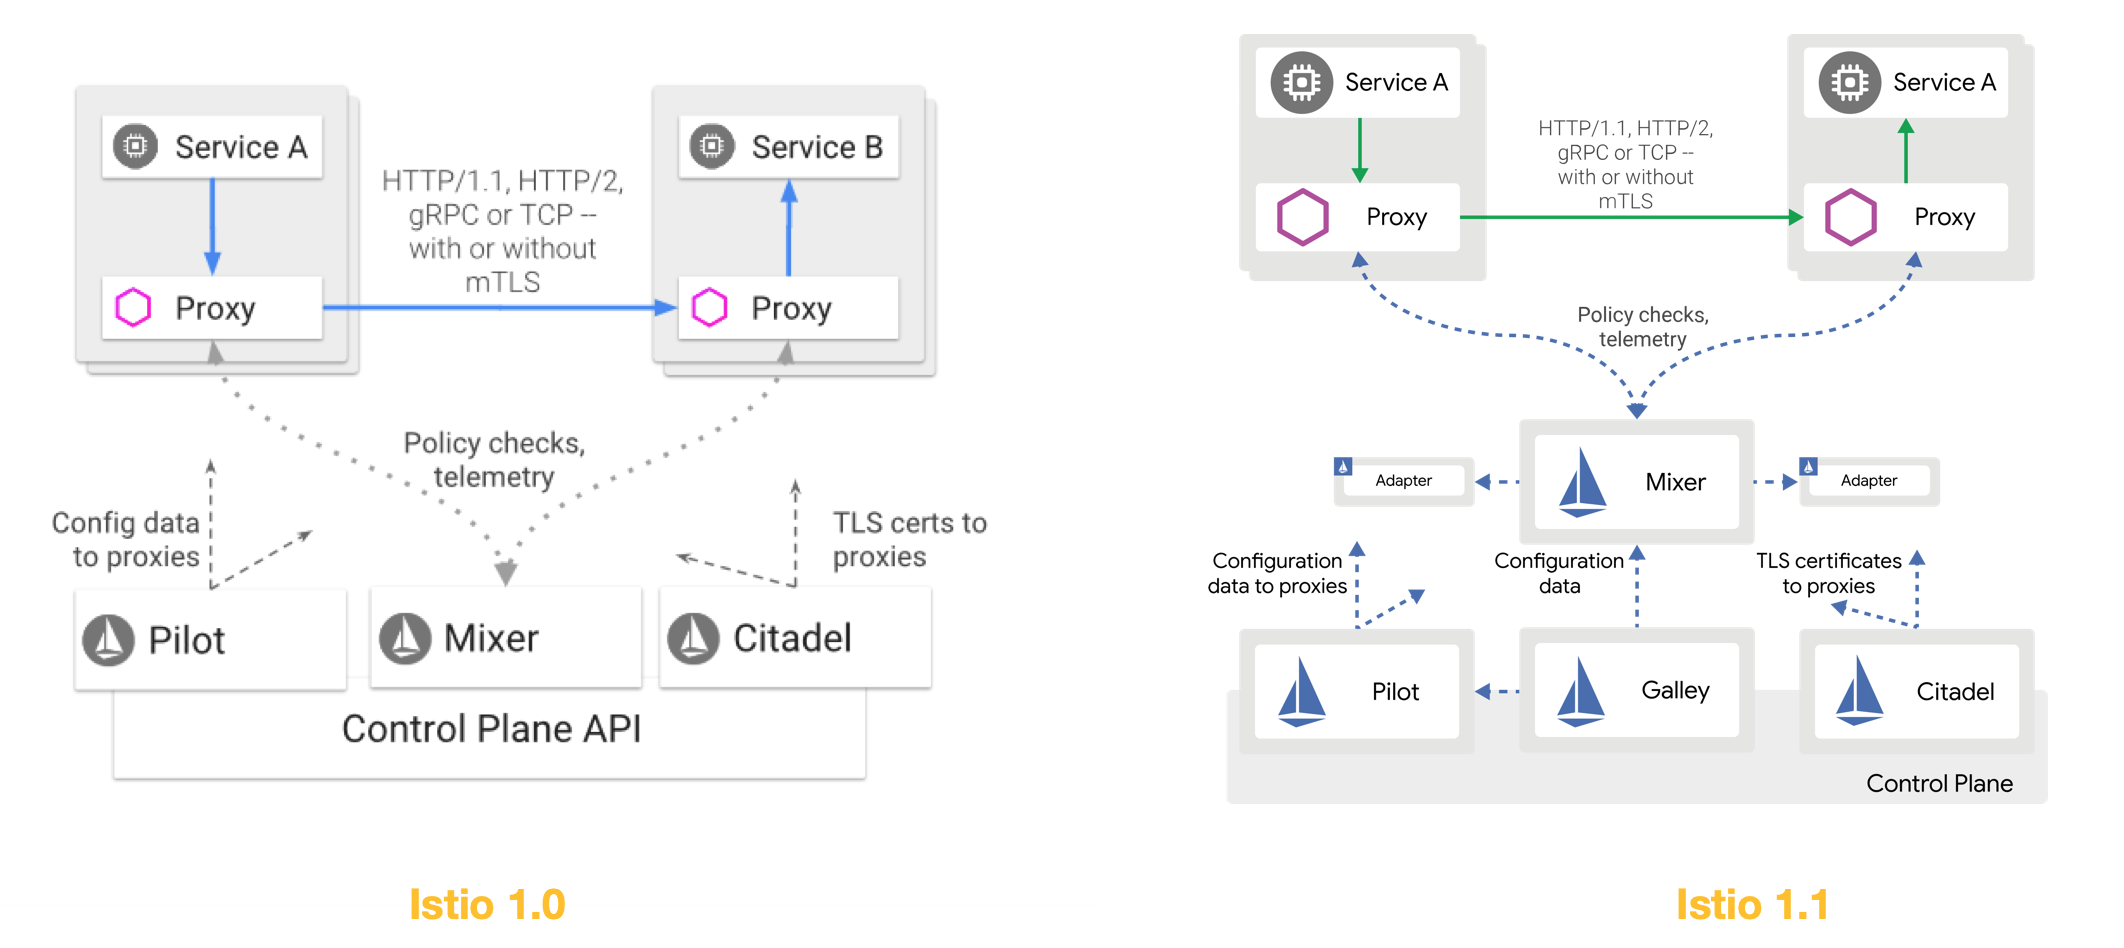 Service A
HTTP/1.1, HTTP/2,
gRPC or TCP --
with or without
mTLS
Service B
Proxy
Proxy
Policy checks,
telemetry
Config data
to proxies
TLS certs to
proxies
Pilot
Mixer
Citadel
Control Plane API
Istio 1.0
Service A
HTTP/1.1, HTTP/2,
gRPC or TCP --
with or without
mTLS
Service A
Proxy
Proxy
Policy checks,
telemetry
Adapter
Mixer
Adapter
Configuration
data to proxies
Configuration
data
TLS certificates
to proxies
Pilot
Galley
Citadel
Control Plane
Istio 1.1